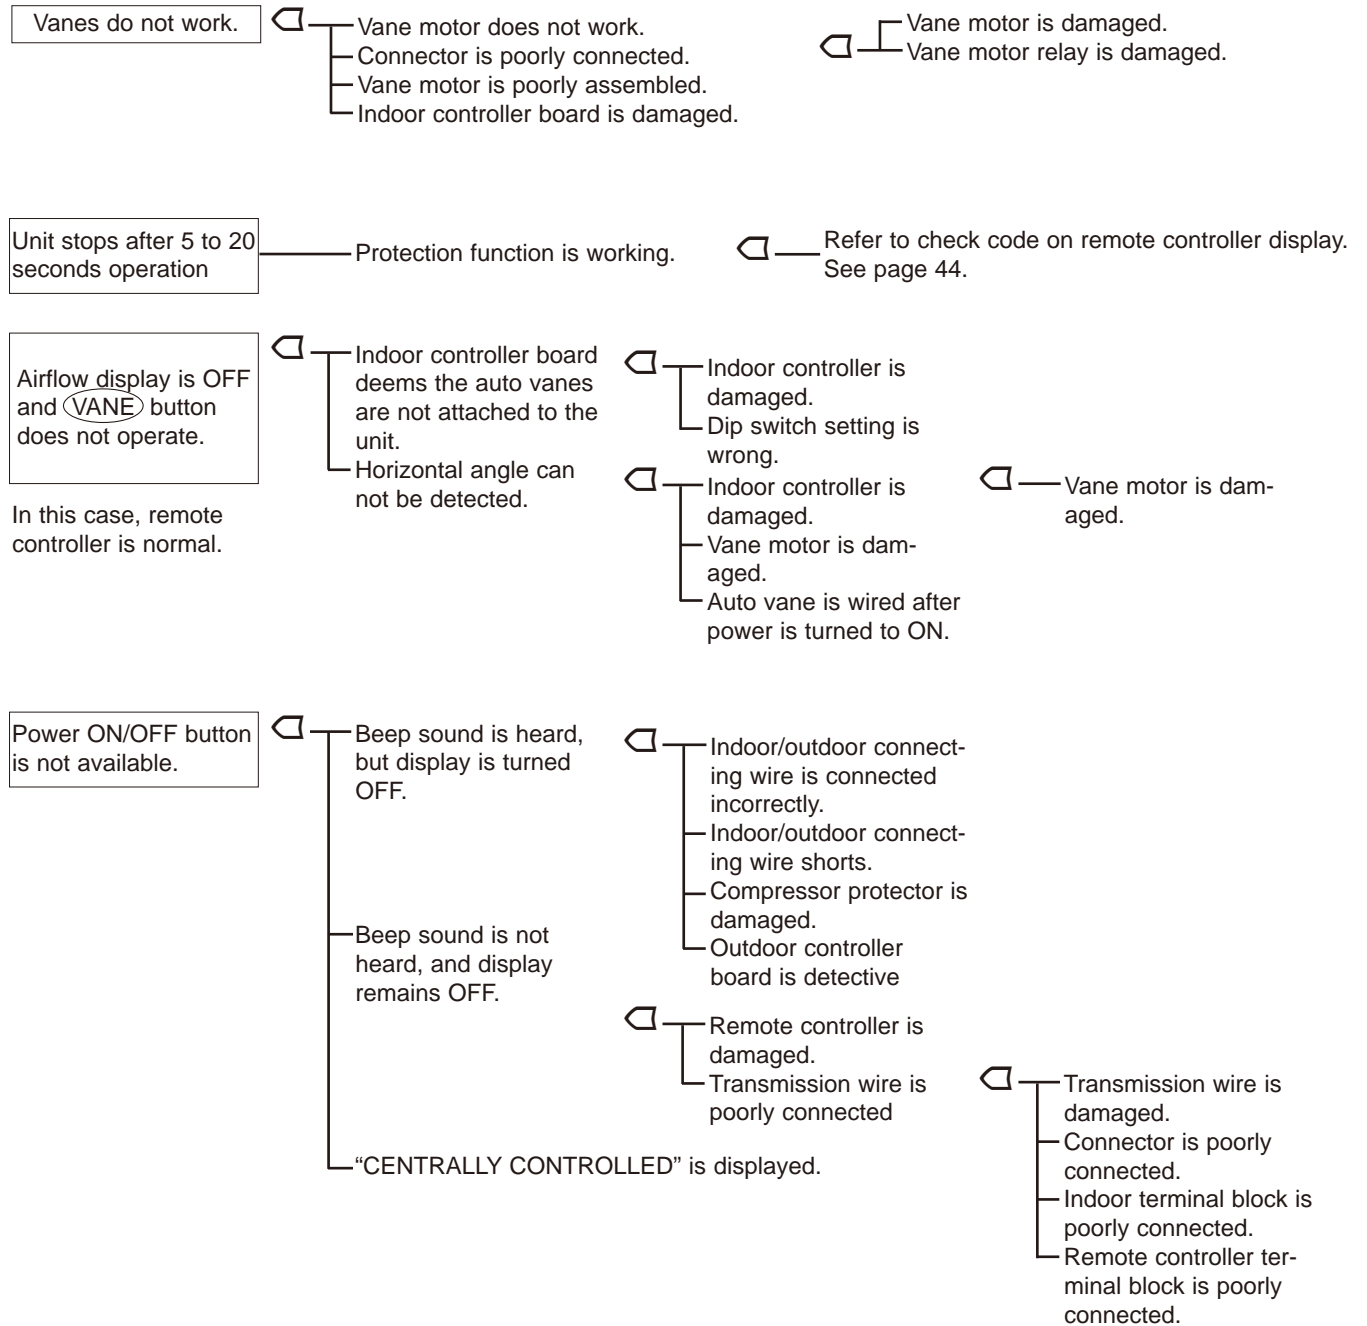 Vanes do not work.
Vane motor does not work.
Connector is poorly connected.
Vane motor is poorly assembled.
Indoor controller board is damaged.
Vane motor is damaged.
Vane motor relay is damaged.
Unit stops after 5 to 20
seconds operation
Protection function is working.
Refer to check code on remote controller display.
See page 44.
Airflow display is OFF
and VANE button
does not operate.
In this case, remote
controller is normal.
Indoor controller board
deems the auto vanes
are not attached to the
unit.
Horizontal angle can
not be detected.
Indoor controller is
damaged.
Dip switch setting is
wrong.
Indoor controller is
damaged.
Vane motor is dam-
aged.
Auto vane is wired after
power is turned to ON.
Vane motor is dam-
aged.
Power ON/OFF button
is not available.
Beep sound is heard,
but display is turned
OFF.
Beep sound is not
heard, and display
remains OFF.
“CENTRALLY CONTROLLED” is displayed.
Indoor/outdoor connect-
ing wire is connected
incorrectly.
Indoor/outdoor connect-
ing wire shorts.
Compressor protector is
damaged.
Outdoor controller
board is detective
Remote controller is
damaged.
Transmission wire is
poorly connected
Transmission wire is
damaged.
Connector is poorly
connected.
Indoor terminal block is
poorly connected.
Remote controller ter-
minal block is poorly
connected.